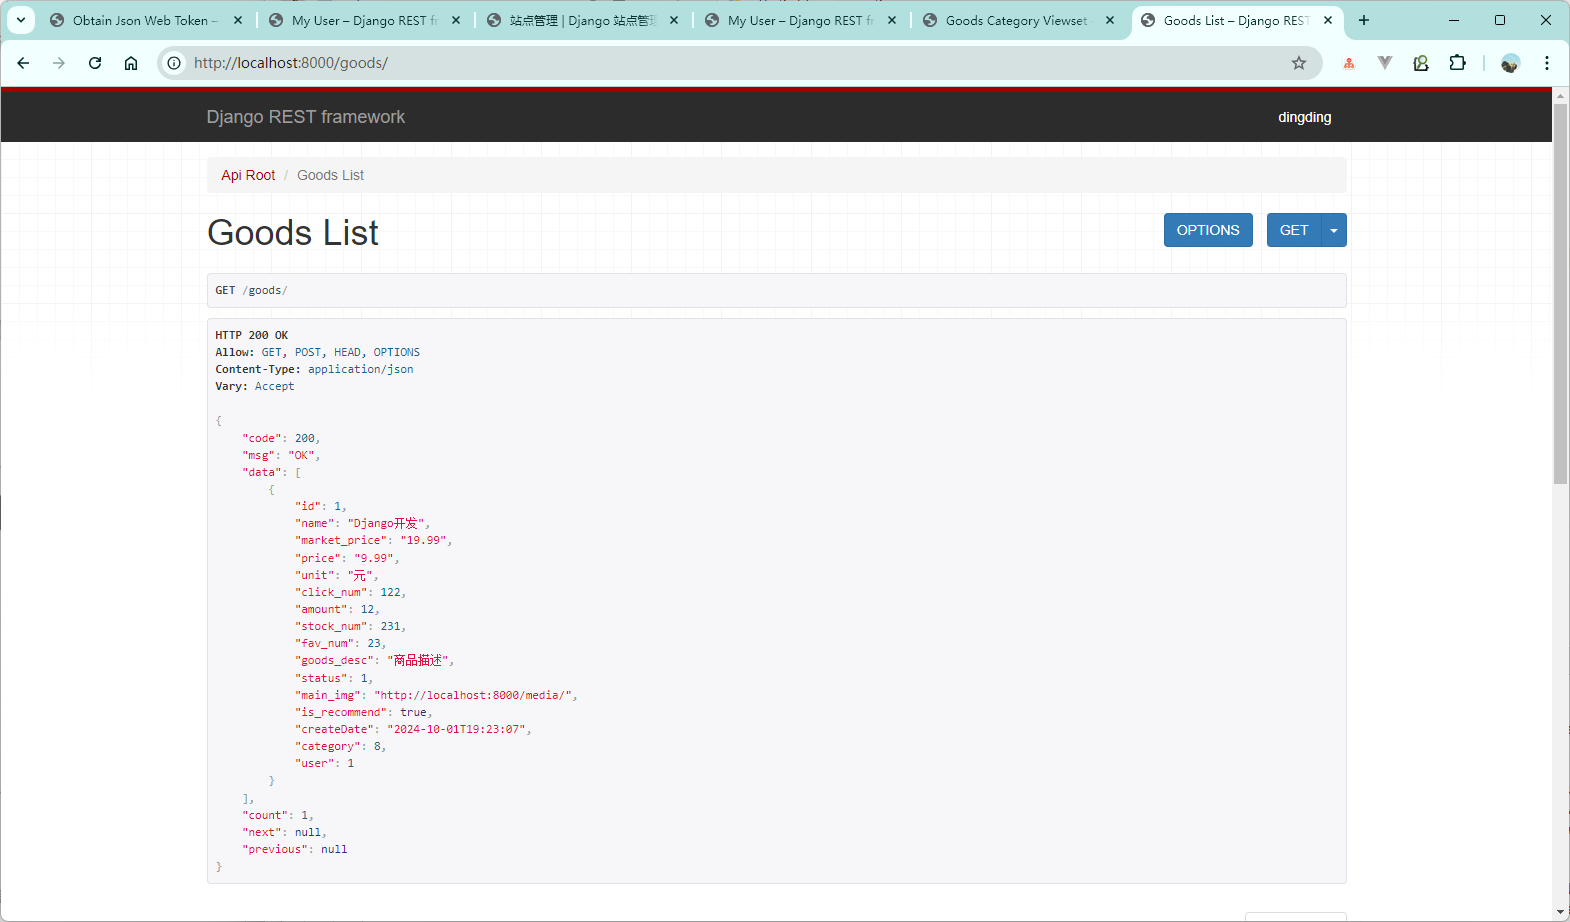 Obtain Json Web Token –
My User – Django REST fr
站点管理 | Django 站点管理
My User – Django REST fr
Goods Category Viewset
Goods List – Django REST
http://localhost:8000/goods/
Django REST framework
dingding
Api Root / Goods List
Goods List
OPTIONS
GET
GET /goods/
HTTP 200 OK
Allow: GET, POST, HEAD, OPTIONS
Content-Type: application/json
Vary: Accept
{
    "code": 200,
    "msg": "OK",
    "data": [
        {
            "id": 1,
            "name": "Django开发",
            "market_price": "19.99",
            "price": "9.99",
            "unit": "元",
            "click_num": 122,
            "amount": 12,
            "stock_num": 231,
            "fav_num": 23,
            "goods_desc": "商品描述",
            "status": 1,
            "main_img": "http://localhost:8000/media/",
            "is_recommend": true,
            "createDate": "2024-10-01T19:23:07",
            "category": 8,
            "user": 1
        }
    ],
    "count": 1,
    "next": null,
    "previous": null
}